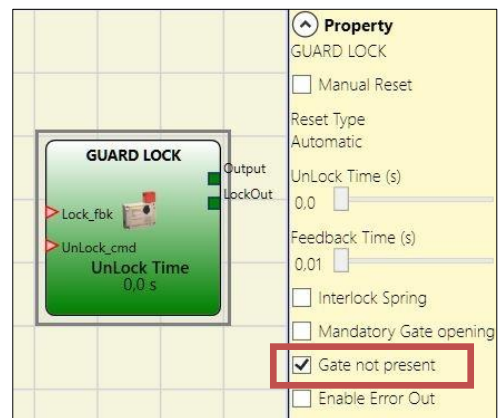 GUARD LOCK
Output
LockOut
Lock_fbk
UnLock_cmd
UnLock Time
0,0 s
Property
GUARD LOCK
Manual Reset
Reset Type
Automatic
UnLock Time (s)
0,0
Feedback Time (s)
0,01
Interlock Spring
Mandatory Gate opening
Gate not present
Enable Error Out